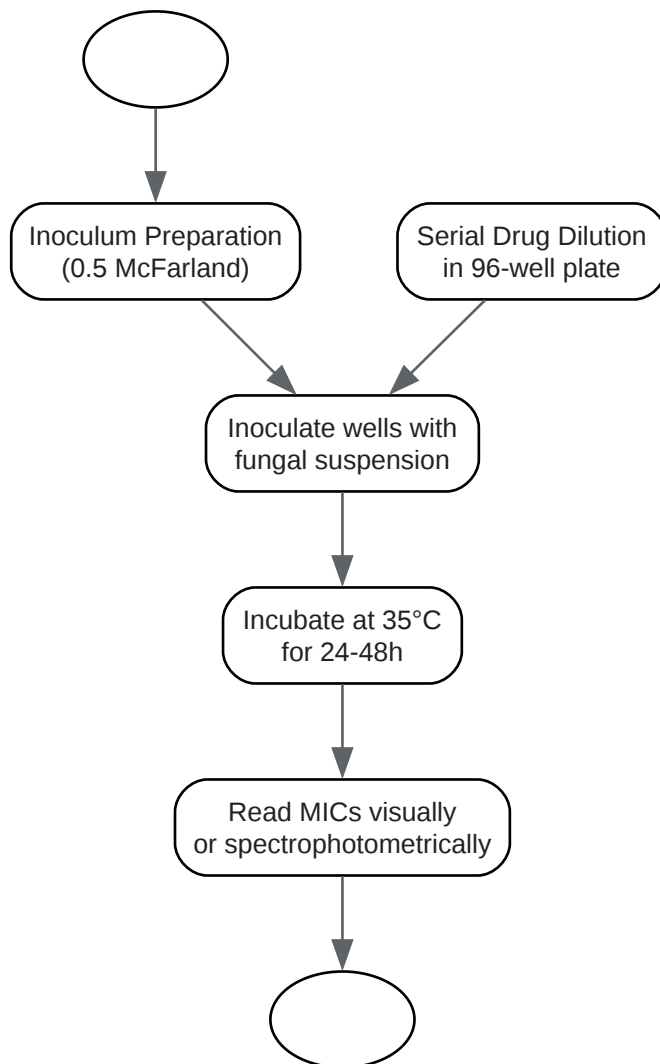 Inoculum Preparation
(0.5 McFarland)
Serial Drug Dilution
in 96-well plate
Inoculate wells with
fungal suspension
Incubate at 35°C
for 24-48h
Read MICs visually
or spectrophotometrically